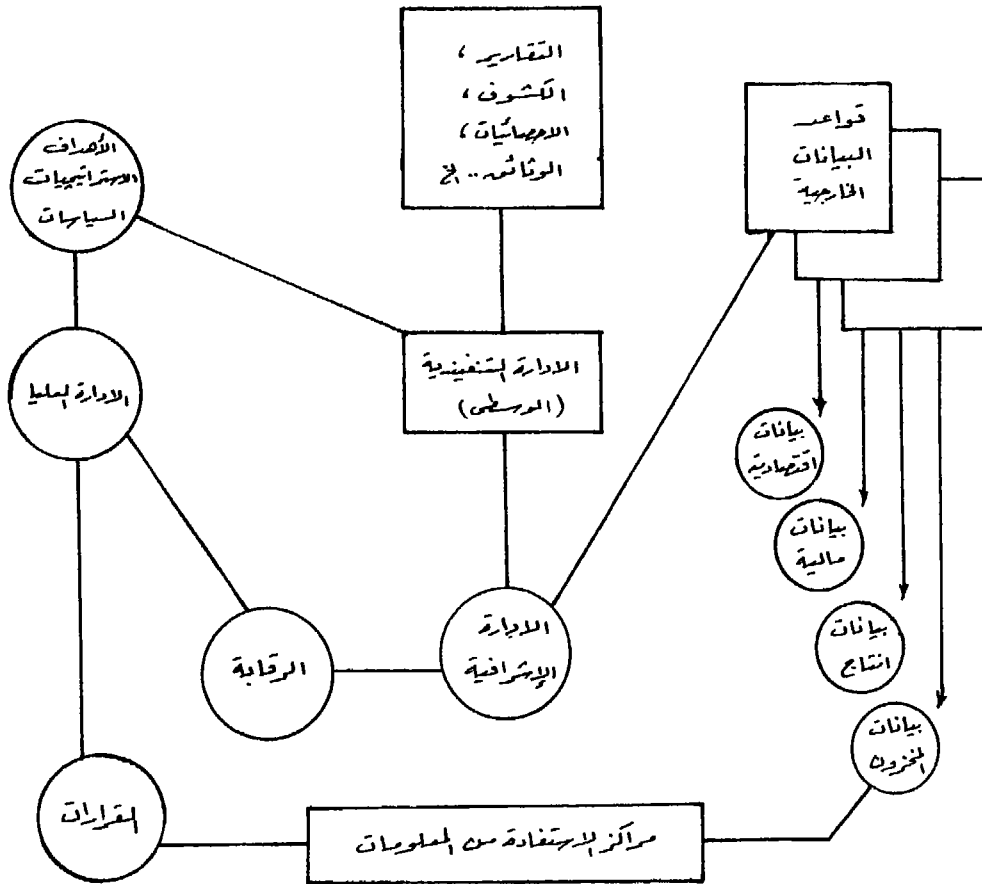 التقارير ،
الكشوف ،
الاحصائيات ،
الوثائق .. الخ
قواعد
البيانات
الخارجية
الأهداف
الاستراتيجيات
السياسات
الادارة التنفيذية
(الوسطى)
الادارة العليا
بيانات
اقتصادية
بيانات
مالية
بيانات
انتاج
بيانات
المخزون
الادارة
الإشرافية
الرقابة
القرارات
مراكز الاستفادة من المعلومات